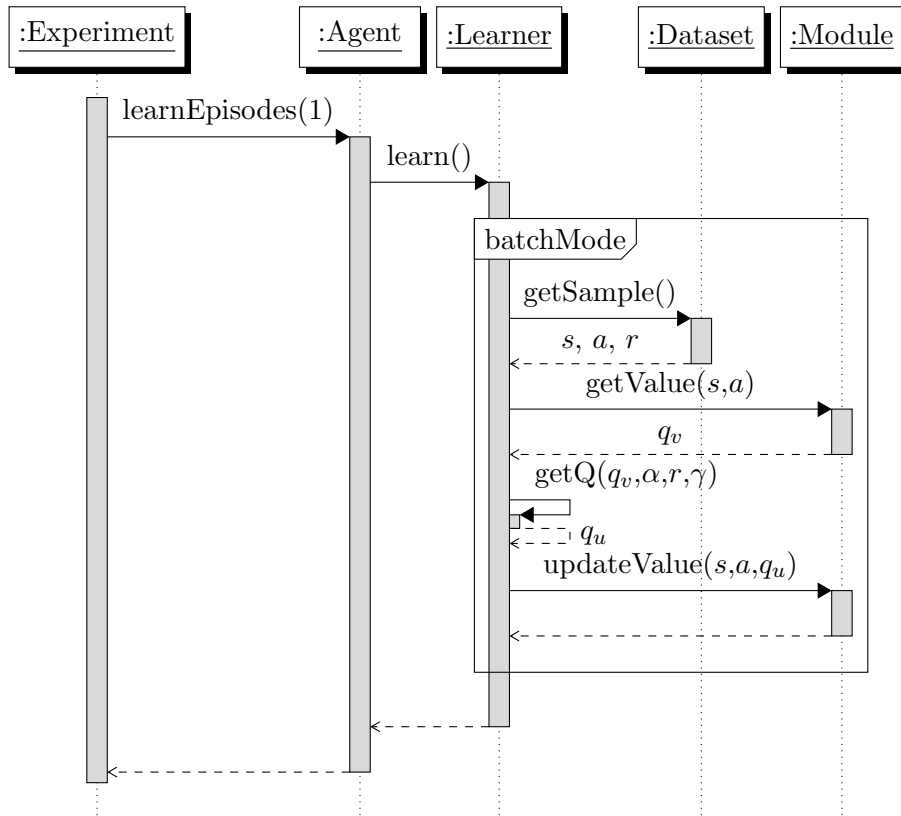 :Experiment
:Agent
:Learner
:Dataset
:Module
learnEpisodes(1)
learn()
batchMode
getSample()
s, a, r
getValue(s,a)
q_v
getQ(q_v,α,r,γ)
q_u
updateValue(s,a,q_u)